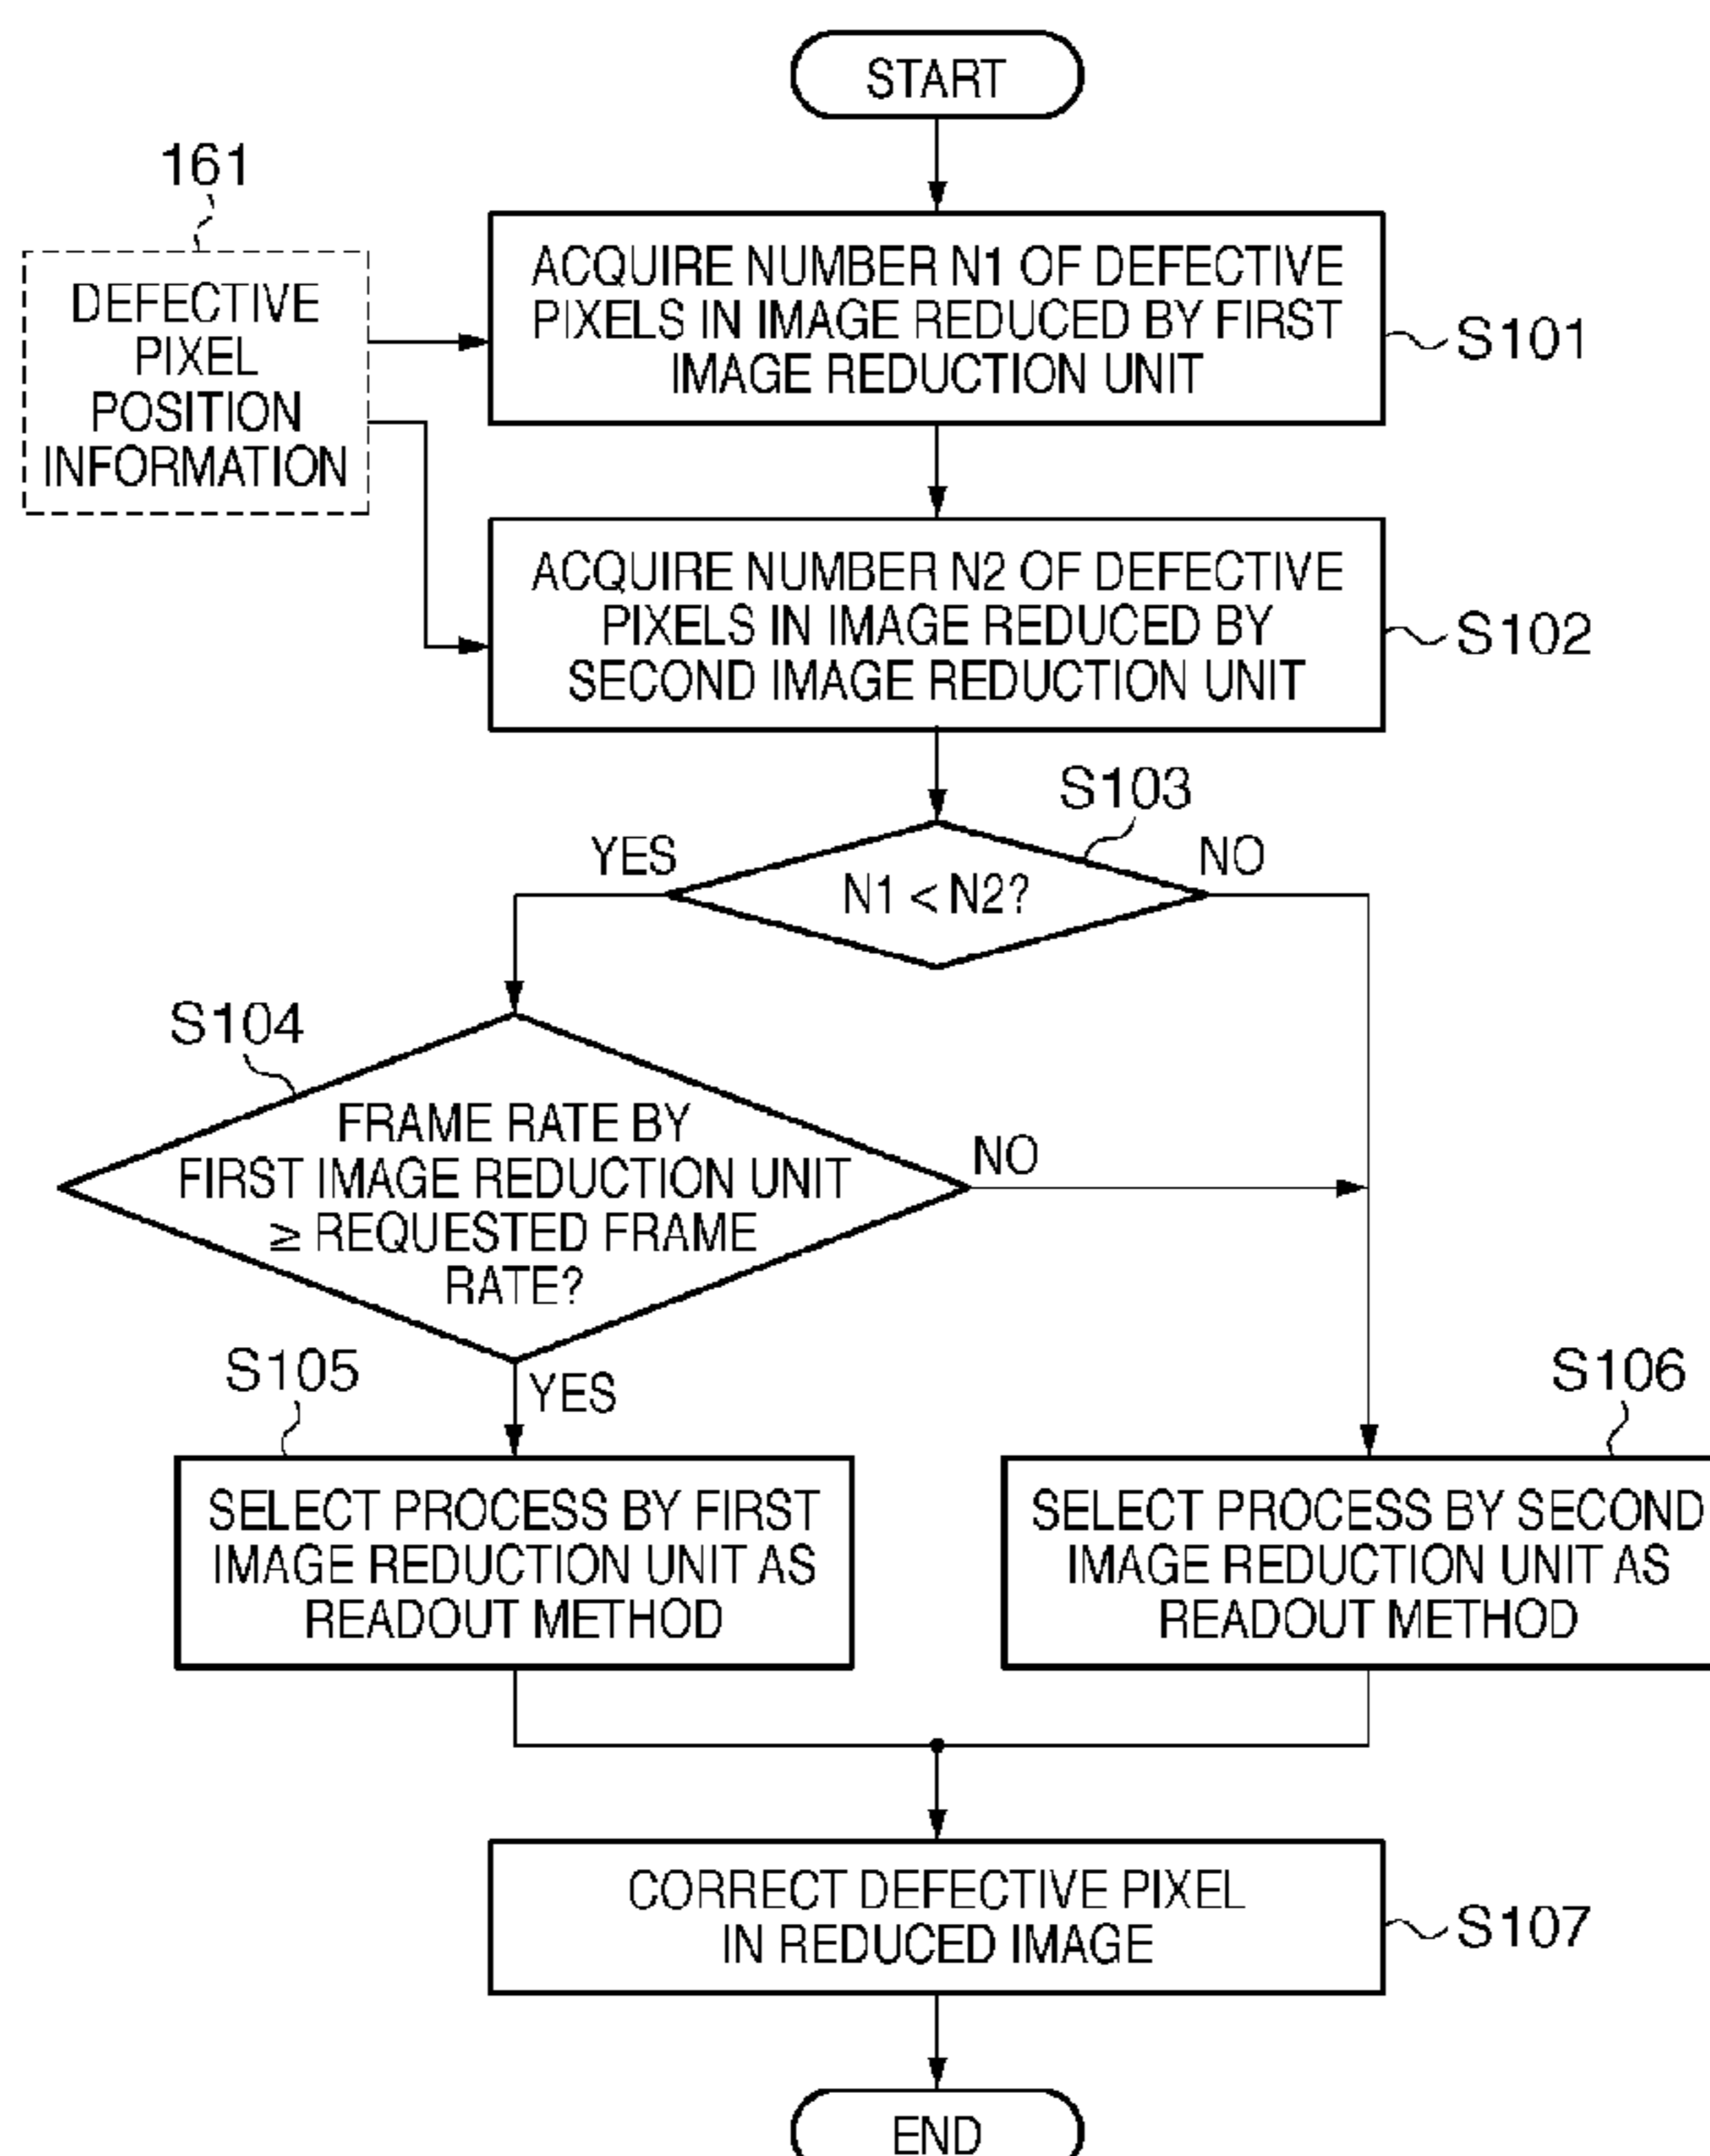 START
161
DEFECTIVE
PIXEL
POSITION
INFORMATION
ACQUIRE NUMBER N1 OF DEFECTIVE
PIXELS IN IMAGE REDUCED BY FIRST
IMAGE REDUCTION UNIT
S101
ACQUIRE NUMBER N2 OF DEFECTIVE
PIXELS IN IMAGE REDUCED BY
SECOND IMAGE REDUCTION UNIT
S102
S103
YES
N1 < N2?
NO
S104
FRAME RATE BY
FIRST IMAGE REDUCTION UNIT
≥ REQUESTED FRAME
RATE?
NO
YES
S105
SELECT PROCESS BY FIRST
IMAGE REDUCTION UNIT AS
READOUT METHOD
S106
SELECT PROCESS BY SECOND
IMAGE REDUCTION UNIT AS
READOUT METHOD
CORRECT DEFECTIVE PIXEL
IN REDUCED IMAGE
S107
END